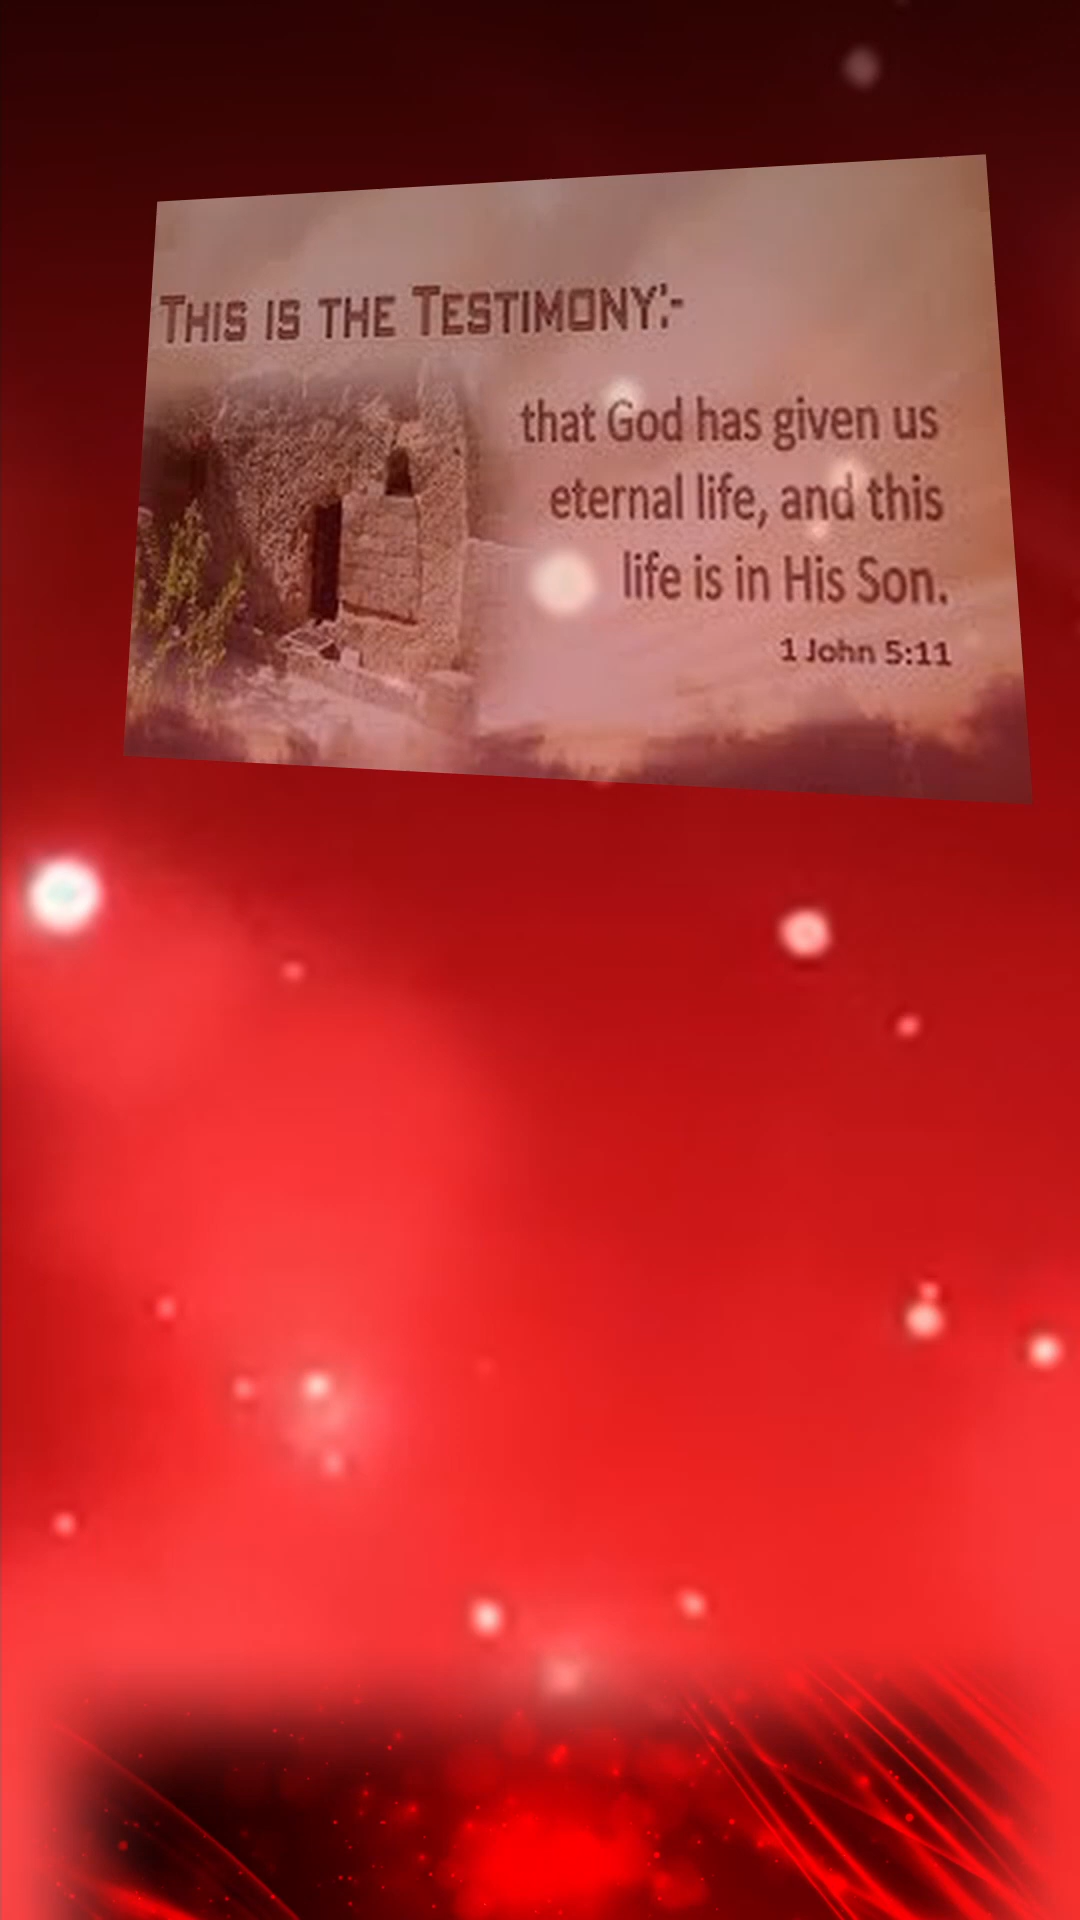 This is the Testimony:-
that God has given us
eternal life, and this
life is in His Son.
1 John 5:11